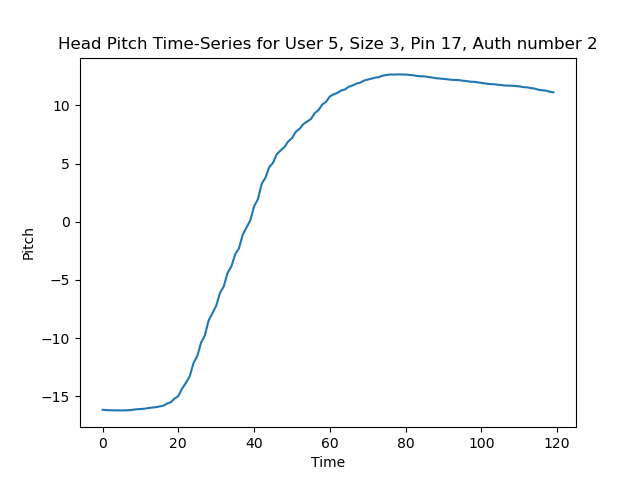 Head Pitch Time-Series for User 5, Size 3, Pin 17, Auth number 2
Pitch
10
5
0
−5
−10
−15
0 20 40 60 80 100 120
Time